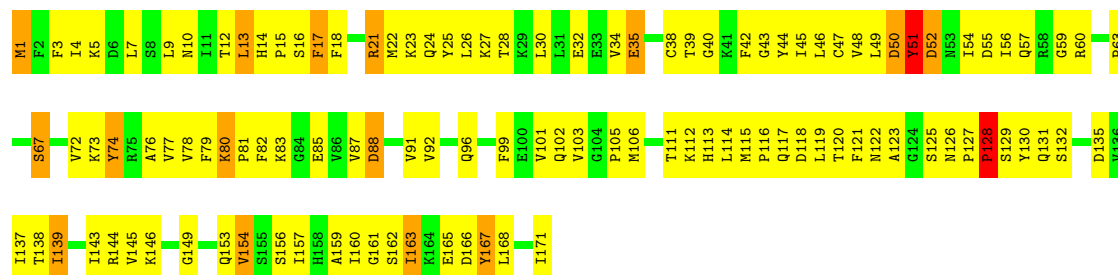 M1 F2 F3 I4 K5 D6 L7 S8 L9 N10 I11 T12 L13 H14 P15 S16 F17 F18 R21 M22 K23 Q24 Y25 L26 K27 T28 K29 L30 L31 E32 E33 V34 E35 C38 T39 G40 K41 F42 G43 Y44 I45 L46 C47 V48 L49 D50 Y51 D52 N53 I54 D55 I56 Q57 R58 G59 R60
S67 V72 K73 Y74 R75 A76 V77 V78 F79 K80 P81 F82 K83 G84 E85 V86 V87 D88 V91 V92 Q96 F99 E100 V101 Q102 V103 G104 P105 M106 T111 K112 H113 L114 M115 P116 Q117 D118 L119 T120 F121 N122 A123 G124 S125 N126 P127 P128 S129 Y130 Q131 S132 D135
I137 T138 I139 I143 R144 V145 K146 G149 Q153 V154 S155 S156 I157 H158 A159 I160 G161 S162 I163 K164 E165 D166 Y167 L168 I171